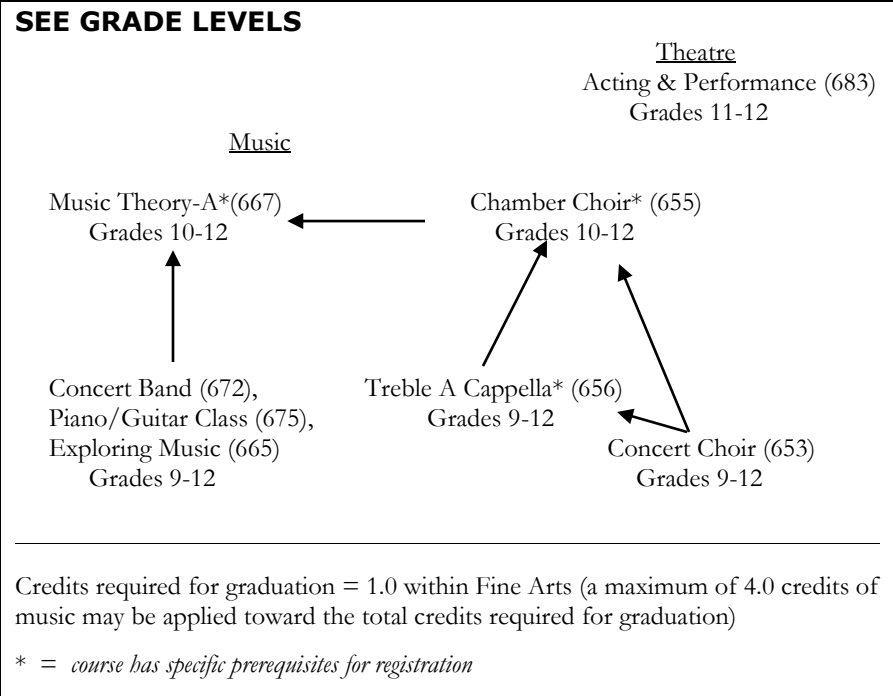 SEE GRADE LEVELS
Theatre
Acting & Performance (683)
Grades 11-12
Music
Music Theory-A*(667)
Grades 10-12
Chamber Choir* (655)
Grades 10-12
Concert Band (672),
Piano/Guitar Class (675),
Exploring Music (665)
Grades 9-12
Treble A Cappella* (656)
Grades 9-12
Concert Choir (653)
Grades 9-12
Credits required for graduation = 1.0 within Fine Arts (a maximum of 4.0 credits of
music may be applied toward the total credits required for graduation)
* = course has specific prerequisites for registration